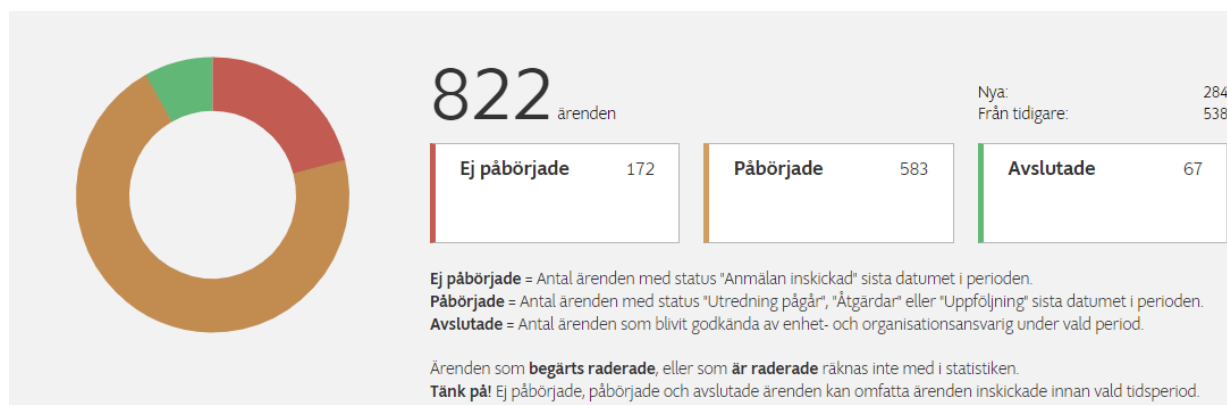 822 ärenden
Nya: 284
Från tidigare: 538
Ej påbörjade 172
Påbörjade 583
Avslutade 67
Ej påbörjade = Antal ärenden med status "Anmälan inskickad" sista datumet i perioden.
Påbörjade = Antal ärenden med status "Utredning pågår", "Åtgärdar" eller "Uppföljning" sista datumet i perioden.
Avslutade = Antal ärenden som blivit godkända av enhet- och organisationsansvarig under vald period.
Ärenden som begärts raderade, eller som är raderade räknas inte med i statistiken.
Tänk på! Ej påbörjade, påbörjade och avslutade ärenden kan omfatta ärenden inskickade innan vald tidsperiod.